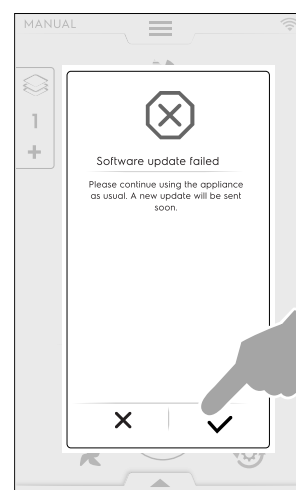 MANUAL
1
+
Software update failed
Please continue using the appliance
as usual. A new update will be sent
soon.